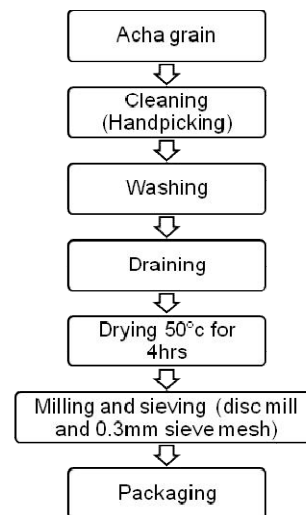 Acha grain
Cleaning
(Handpicking)
Washing
Draining
Drying 50°c for
4hrs
Milling and sieving (disc mill
and 0.3mm sieve mesh)
Packaging